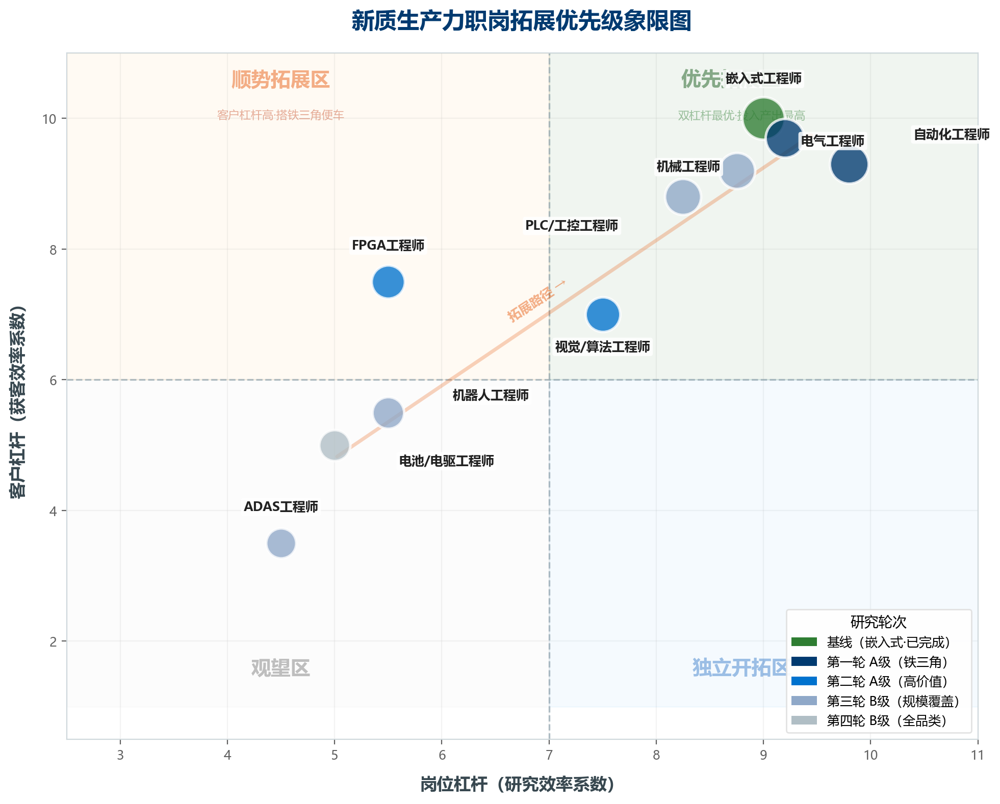 新质生产力职岗拓展优先级象限图
顺势拓展区
客户杠杆高·搭铁三角便车
优先
嵌入式工程师
双杠杆最优·投入产出最高
自动化工程师
电气工程师
机械工程师
PLC/工控工程师
FPGA工程师
拓展路径 →
视觉/算法工程师
机器人工程师
电池/电驱工程师
ADAS工程师
观望区
独立开拓区
研究轮次
基线（嵌入式·已完成）
第一轮 A级（铁三角）
第二轮 A级（高价值）
第三轮 B级（规模覆盖）
第四轮 B级（全品类）
客户杠杆（获客效率系数）
10
8
6
4
2
3 4 5 6 7 8 9 10 11
岗位杠杆（研究效率系数）